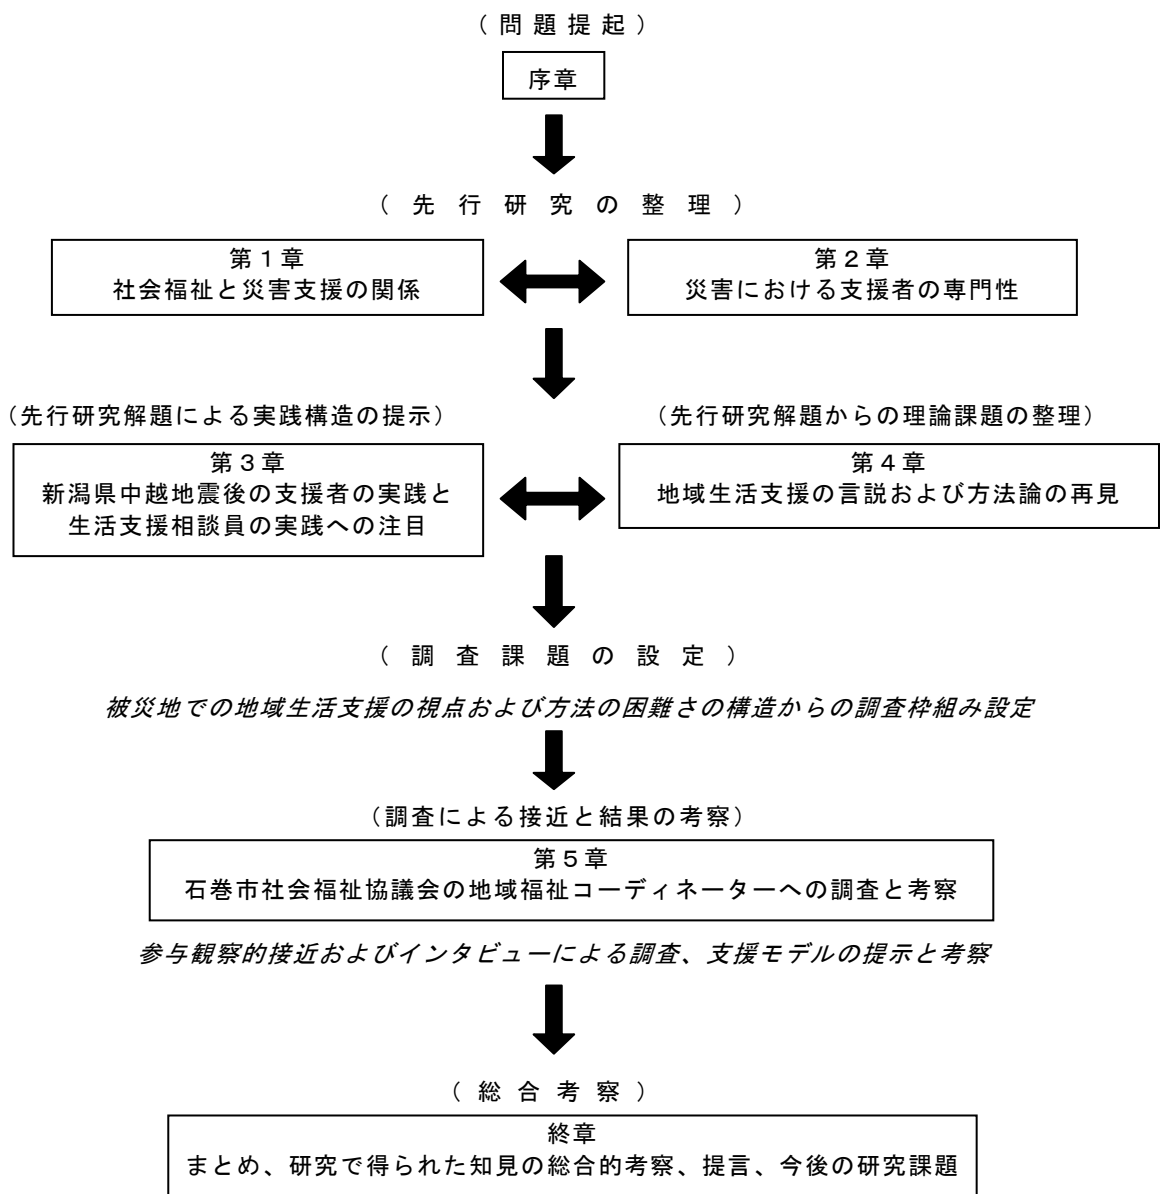 （問題提起）
序章
（先行研究の整理）
第１章
社会福祉と災害支援の関係
第２章
災害における支援者の専門性
（先行研究解題による実践構造の提示）
（先行研究解題からの理論課題の整理）
第３章
新潟県中越地震後の支援者の実践と
生活支援相談員の実践への注目
第４章
地域生活支援の言説および方法論の再見
（調査課題の設定）
被災地での地域生活支援の視点および方法の困難さの構造からの調査枠組み設定
（調査による接近と結果の考察）
第５章
石巻市社会福祉協議会の地域福祉コーディネーターへの調査と考察
参与観察的接近およびインタビューによる調査、支援モデルの提示と考察
（総合考察）
終章
まとめ、研究で得られた知見の総合的考察、提言、今後の研究課題